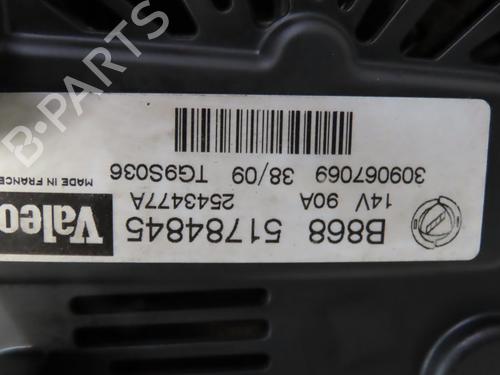 B868 51784845
14V 90A 2543477A
309067069 38/09 TG9S036
Valeo
MADE IN FRANCE
B-PARTS